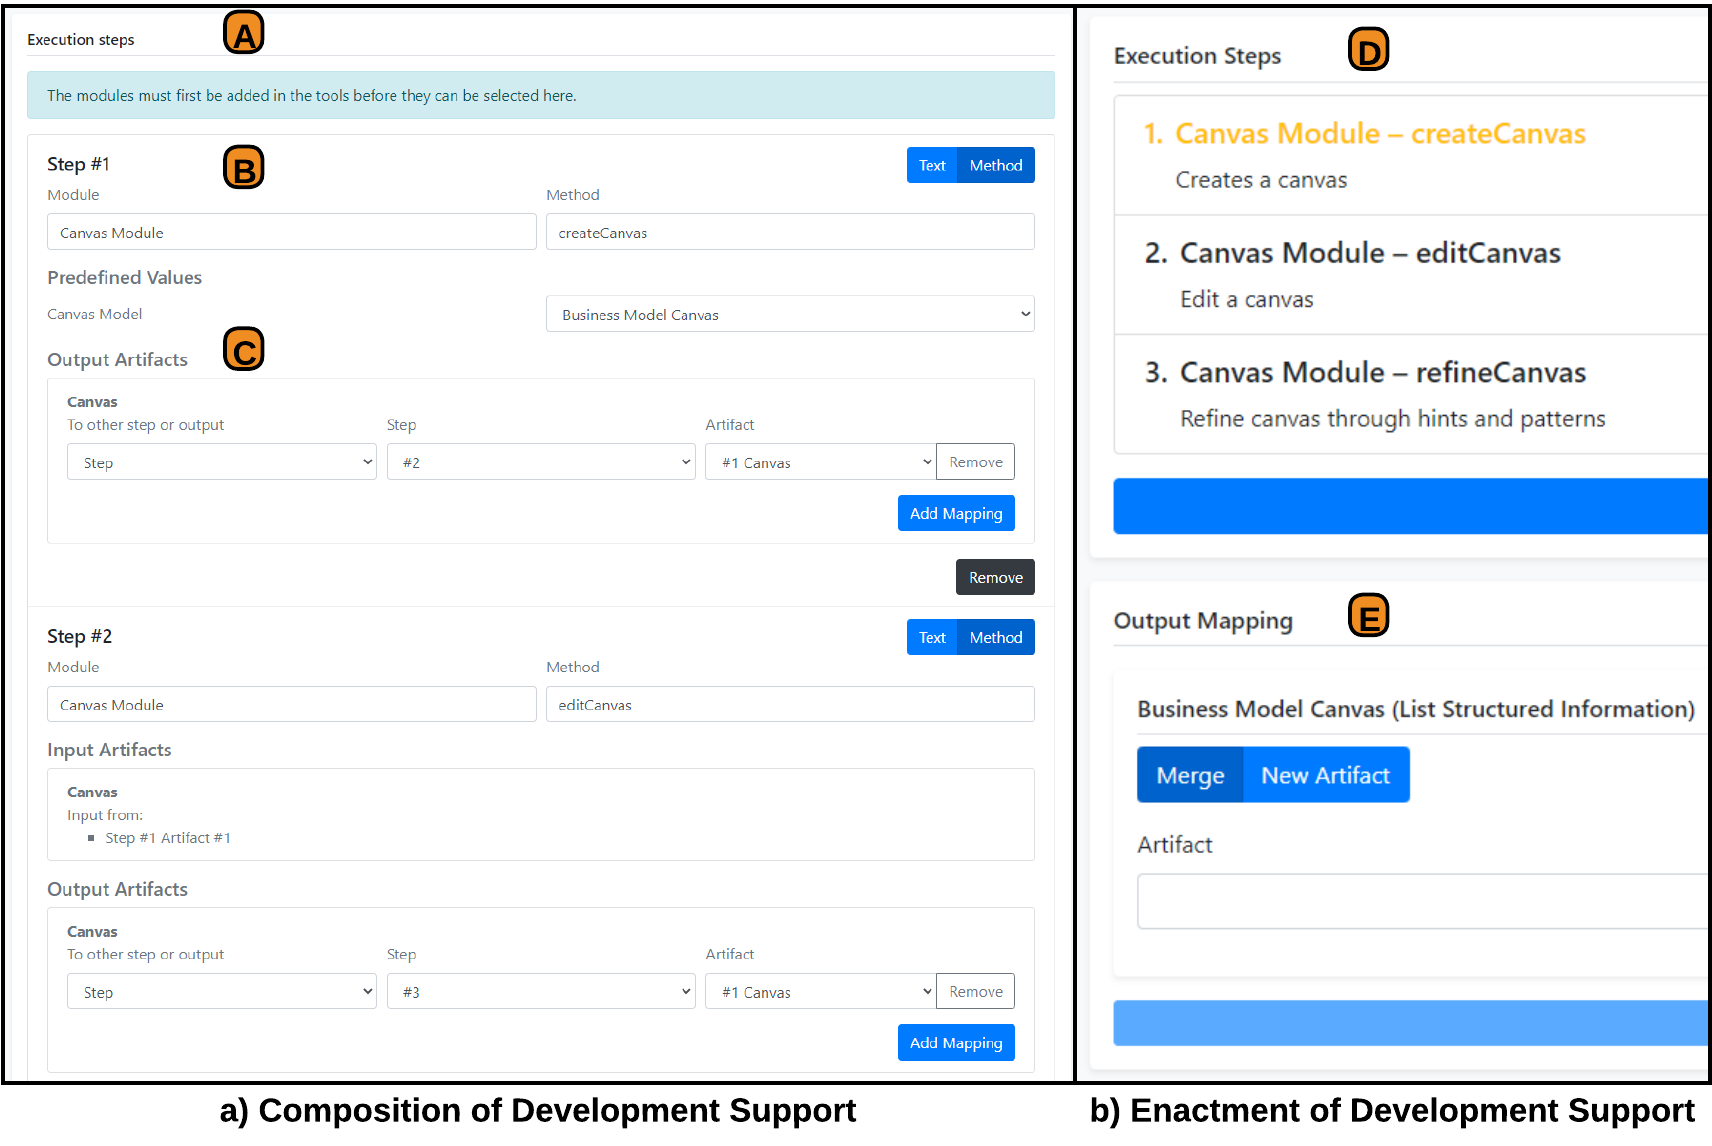 Execution steps
A
The modules must first be added in the tools before they can be selected here.
Step #1
B
Text Method
Module Method
Canvas Module createCanvas
Predefined Values
Canvas Model Business Model Canvas
Output Artifacts
C
Canvas
To other step or output Step Artifact
Step #2 #1 Canvas Remove
Add Mapping
Remove
Step #2 Text Method
Module Method
Canvas Module editCanvas
Input Artifacts
Canvas
Input from:
Step #1 Artifact #1
Output Artifacts
Canvas
To other step or output Step Artifact
Step #3 #1 Canvas Remove
Add Mapping
a) Composition of Development Support
Execution Steps
D
1. Canvas Module – createCanvas
Creates a canvas
2. Canvas Module – editCanvas
Edit a canvas
3. Canvas Module – refineCanvas
Refine canvas through hints and patterns
Output Mapping
E
Business Model Canvas (List Structured Information)
Merge New Artifact
Artifact
b) Enactment of Development Support